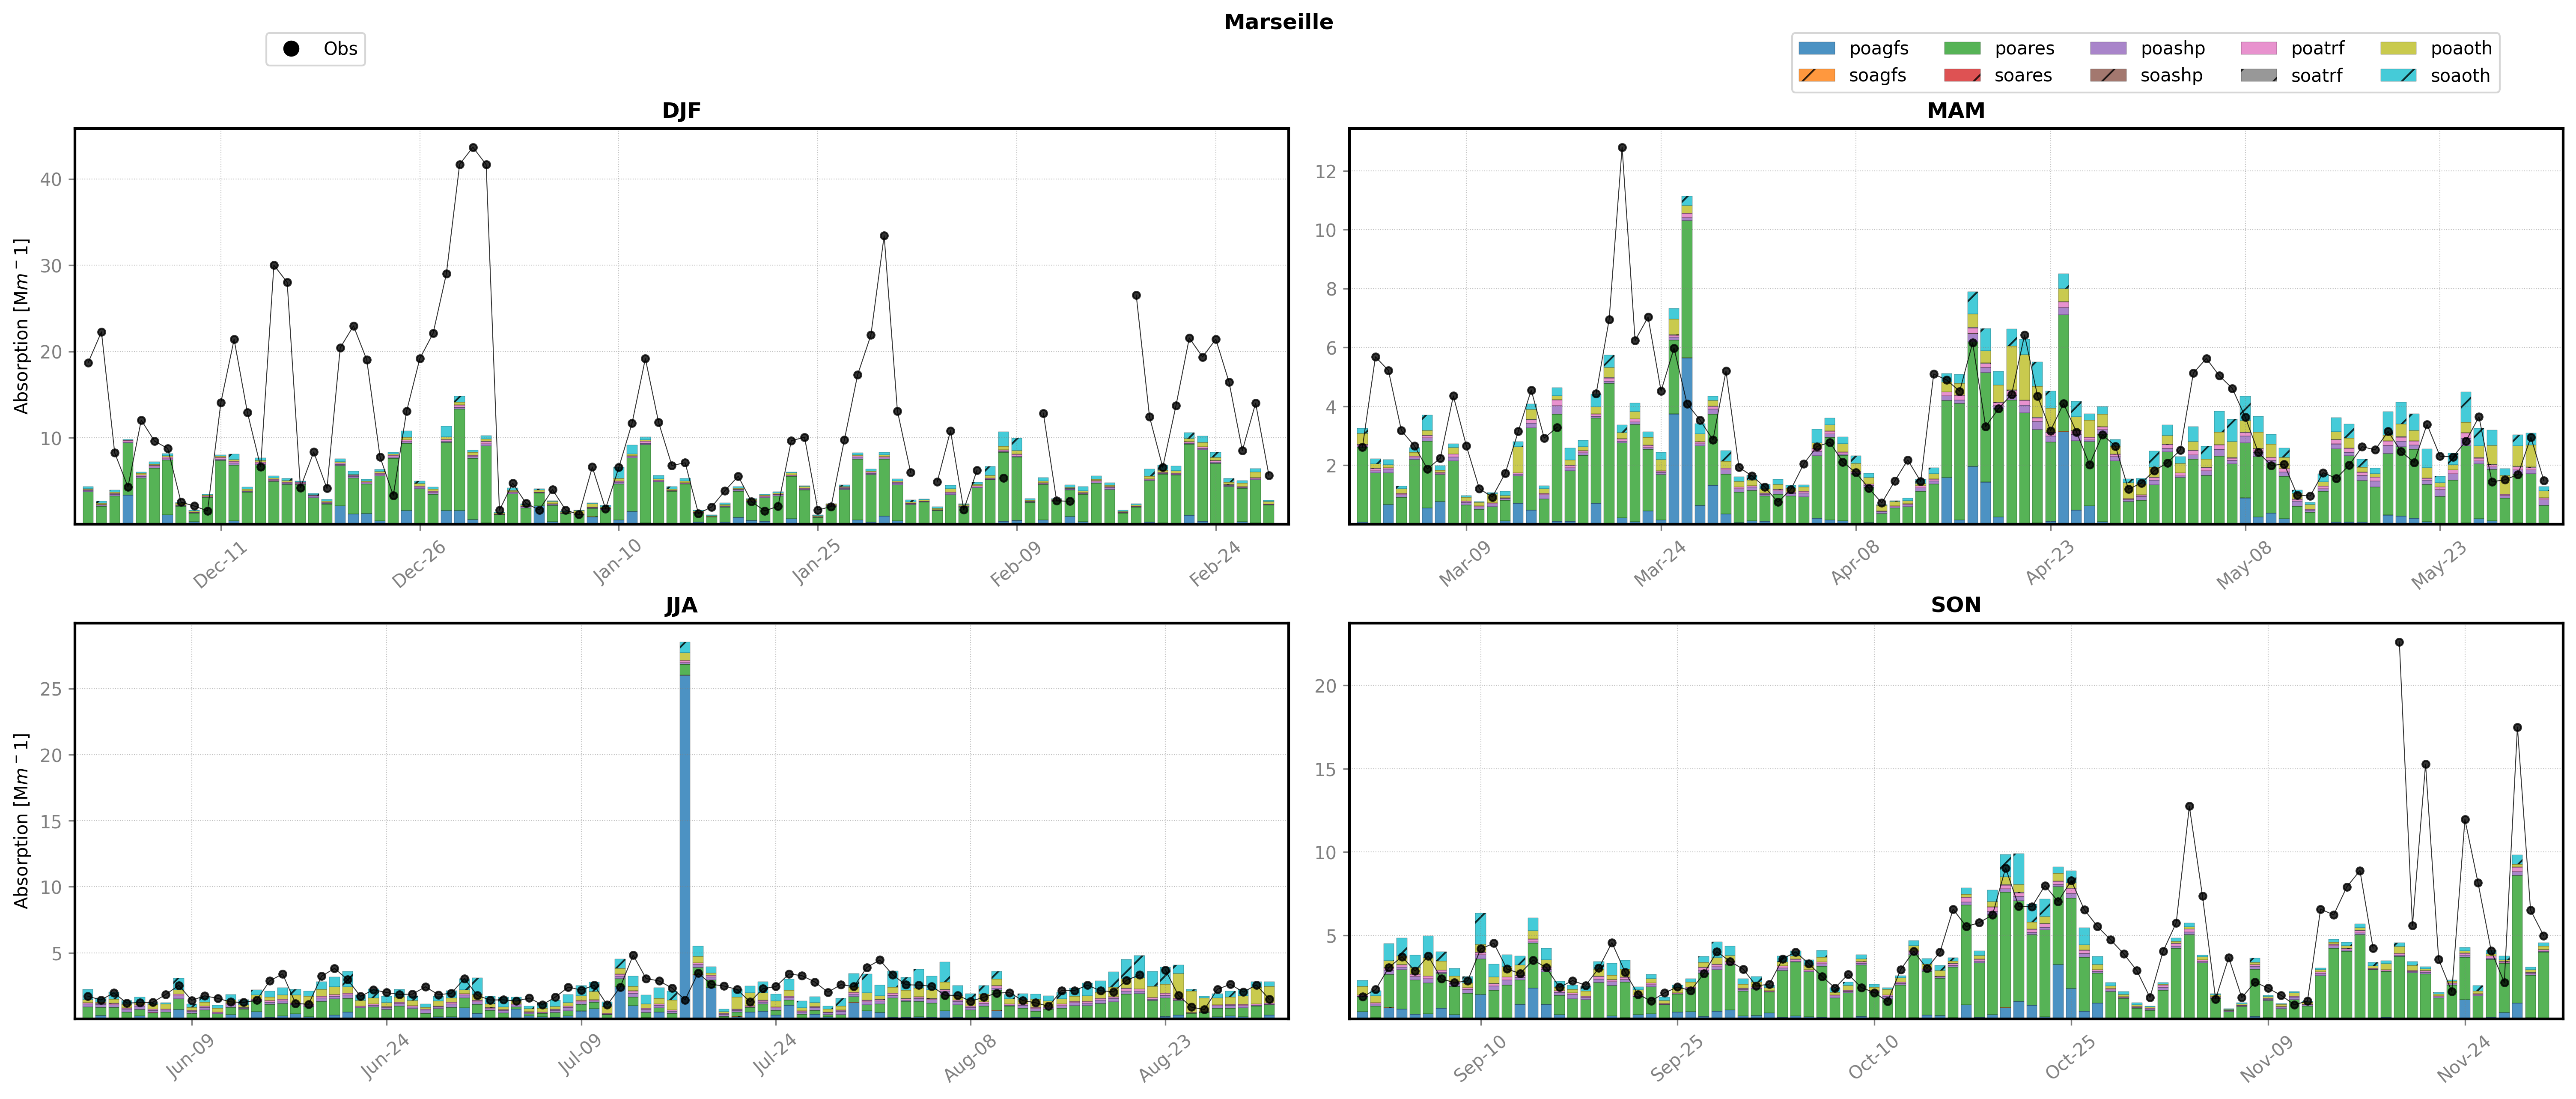 Marseille
Obs
poagfs poares poashp poatrf poaoth
soagfs soares soashp soatrf soaoth
DJF
MAM
Absorption [Mm − 1]
40
30
20
10
Dec-11 Dec-26 Jan-10 Jan-25 Feb-09 Feb-24
12
10
8
6
4
2
Mar-09 Mar-24 Apr-08 Apr-23 May-08 May-23
JJA
SON
Absorption [Mm − 1]
25
20
15
10
5
Jun-09 Jun-24 Jul-09 Jul-24 Aug-08 Aug-23
20
15
10
5
Sep-10 Sep-25 Oct-10 Oct-25 Nov-09 Nov-24